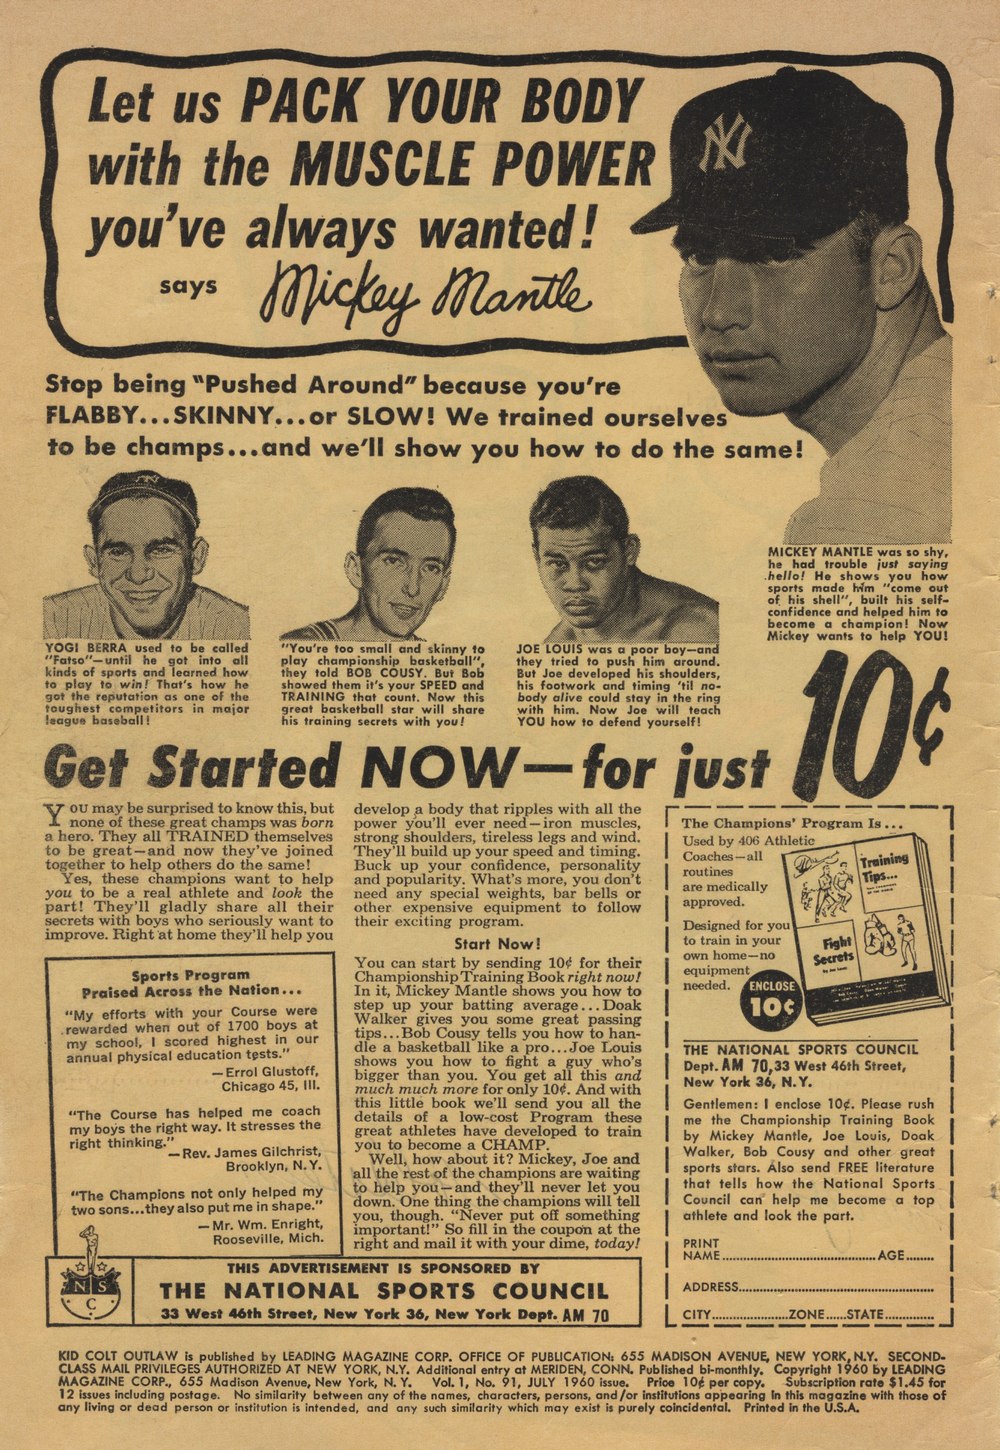 Let us PACK YOUR BODY
with the MUSCLE POWER
you've always wanted!
says Mickey Mantle
NY
Stop being "Pushed Around" because you're
FLABBY...SKINNY...or SLOW! We trained ourselves
to be champs...and we'll show you how to do the same!
MICKEY MANTLE was so shy,
he had trouble just saying
hello! He shows you how
sports made him "come out
of his shell", built his self-
confidence and helped him to
become a champion! Now
Mickey wants to help YOU!
YOGI BERRA used to be called
"Fatso"—until he got into all
kinds of sports and learned how
to play to win! That's how he
got the reputation as one of the
toughest competitors in major
league baseball!
"You're too small and skinny to
play championship basketball",
they told BOB COUSY. But Bob
showed them it's your SPEED and
TRAINING that count. Now this
great basketball star will share
his training secrets with you!
JOE LOUIS was a poor boy—and
they tried to push him around.
But Joe developed his shoulders,
his footwork and timing 'til no-
body alive could stay in the ring
with him. Now Joe will teach
YOU how to defend yourself!
Get Started NOW—for just 10¢
YOU may be surprised to know this, but
none of these great champs was born
a hero. They all TRAINED themselves
to be great—and now they've joined
together to help others do the same!
Yes, these champions want to help
you to be a real athlete and look the
part! They'll gladly share all their
secrets with boys who seriously want to
improve. Right at home they'll help you
develop a body that ripples with all the
power you'll ever need—iron muscles,
strong shoulders, tireless legs and wind.
They'll build up your speed and timing.
Buck up your confidence, personality
and popularity. What's more, you don't
need any special weights, bar bells or
other expensive equipment to follow
their exciting program.
Start Now!
You can start by sending 10¢ for their
Championship Training Book right now!
In it, Mickey Mantle shows you how to
step up your batting average...Doak
Walker gives you some great passing
tips...Bob Cousy tells you how to han-
dle a basketball like a pro...Joe Louis
shows you how to fight a guy who's
bigger than you. You get all this and
much much more for only 10¢. And with
this little book we'll send you all the
details of a low-cost Program these
great athletes have developed to train
you to become a CHAMP.
Well, how about it? Mickey, Joe and
all the rest of the champions are waiting
to help you—and they'll never let you
down. One thing the champions will tell
you, though. "Never put off something
important!" So fill in the coupon at the
right and mail it with your dime, today!
Sports Program
Praised Across the Nation...
"My efforts with your Course were
rewarded when out of 1700 boys at
my school, I scored highest in our
annual physical education tests."
—Errol Glustoff,
Chicago 45, Ill.
"The Course has helped me coach
my boys the right way. It stresses the
right thinking."
—Rev. James Gilchrist,
Brooklyn, N.Y.
"The Champions not only helped my
two sons...they also put me in shape."
—Mr. Wm. Enright,
Rooseville, Mich.
NSC
THIS ADVERTISEMENT IS SPONSORED BY
THE NATIONAL SPORTS COUNCIL
33 West 46th Street, New York 36, New York Dept. AM 70
The Champions' Program Is...
Used by 406 Athletic
Coaches—all
routines
are medically
approved.
Designed for you
to train in your
own home—no
equipment
needed.
Training
Tips...
Fight
Secrets
by Joe Louis
ENCLOSE
10¢
THE NATIONAL SPORTS COUNCIL
Dept. AM 70, 33 West 46th Street,
New York 36, N.Y.
Gentlemen: I enclose 10¢. Please rush
me the Championship Training Book
by Mickey Mantle, Joe Louis, Doak
Walker, Bob Cousy and other great
sports stars. Also send FREE literature
that tells how the National Sports
Council can help me become a top
athlete and look the part.
PRINT
NAME.....................AGE......
ADDRESS..............................
CITY..............ZONE.....STATE.........
KID COLT OUTLAW is published by LEADING MAGAZINE CORP. OFFICE OF PUBLICATION: 655 MADISON AVENUE, NEW YORK, N.Y. SECOND-
CLASS MAIL PRIVILEGES AUTHORIZED AT NEW YORK, N.Y. Additional entry at MERIDEN, CONN. Published bi-monthly. Copyright 1960 by LEADING
MAGAZINE CORP., 655 Madison Avenue, New York, N. Y. Vol. 1, No. 91, JULY 1960 issue. Price 10¢ per copy. Subscription rate $1.45 for
12 issues including postage. No similarity between any of the names, characters, persons, and/or institutions appearing in this magazine with those of
any living or dead person or institution is intended, and any such similarity which may exist is purely coincidental. Printed in the U.S.A.